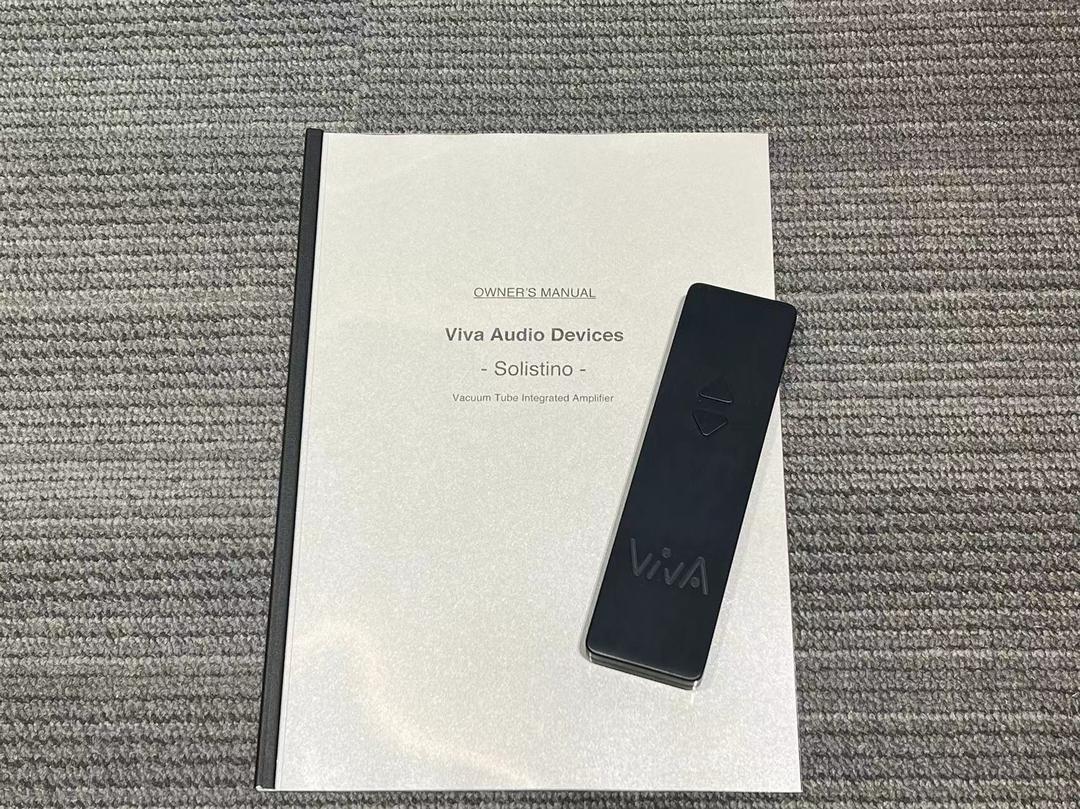 OWNER'S MANUAL
Viva Audio Devices
- Solistino -
Vacuum Tube Integrated Amplifier
VivA